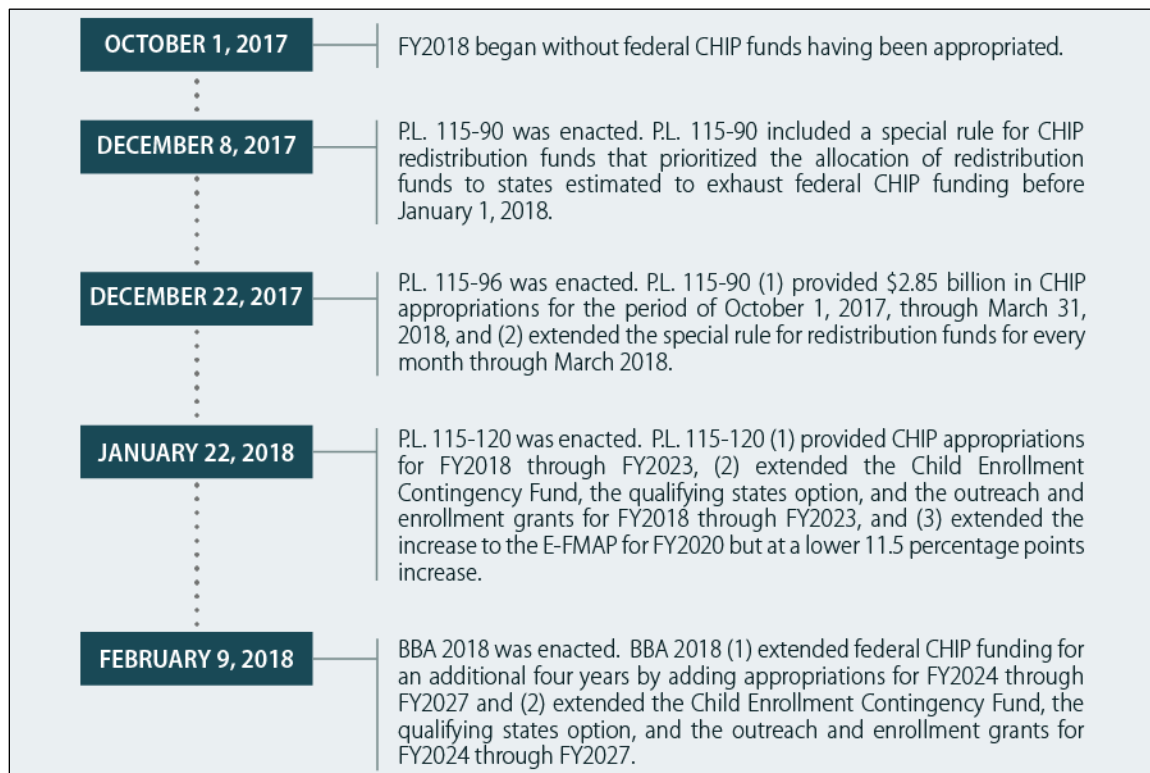 OCTOBER 1, 2017
FY2018 began without federal CHIP funds having been appropriated.
DECEMBER 8, 2017
P.L. 115-90 was enacted. P.L. 115-90 included a special rule for CHIP
redistribution funds that prioritized the allocation of redistribution
funds to states estimated to exhaust federal CHIP funding before
January 1, 2018.
DECEMBER 22, 2017
P.L. 115-96 was enacted. P.L. 115-90 (1) provided $2.85 billion in CHIP
appropriations for the period of October 1, 2017, through March 31,
2018, and (2) extended the special rule for redistribution funds for every
month through March 2018.
JANUARY 22, 2018
P.L. 115-120 was enacted. P.L. 115-120 (1) provided CHIP appropriations
for FY2018 through FY2023, (2) extended the Child Enrollment
Contingency Fund, the qualifying states option, and the outreach and
enrollment grants for FY2018 through FY2023, and (3) extended the
increase to the E-FMAP for FY2020 but at a lower 11.5 percentage points
increase.
FEBRUARY 9, 2018
BBA 2018 was enacted. BBA 2018 (1) extended federal CHIP funding for
an additional four years by adding appropriations for FY2024 through
FY2027 and (2) extended the Child Enrollment Contingency Fund, the
qualifying states option, and the outreach and enrollment grants for
FY2024 through FY2027.